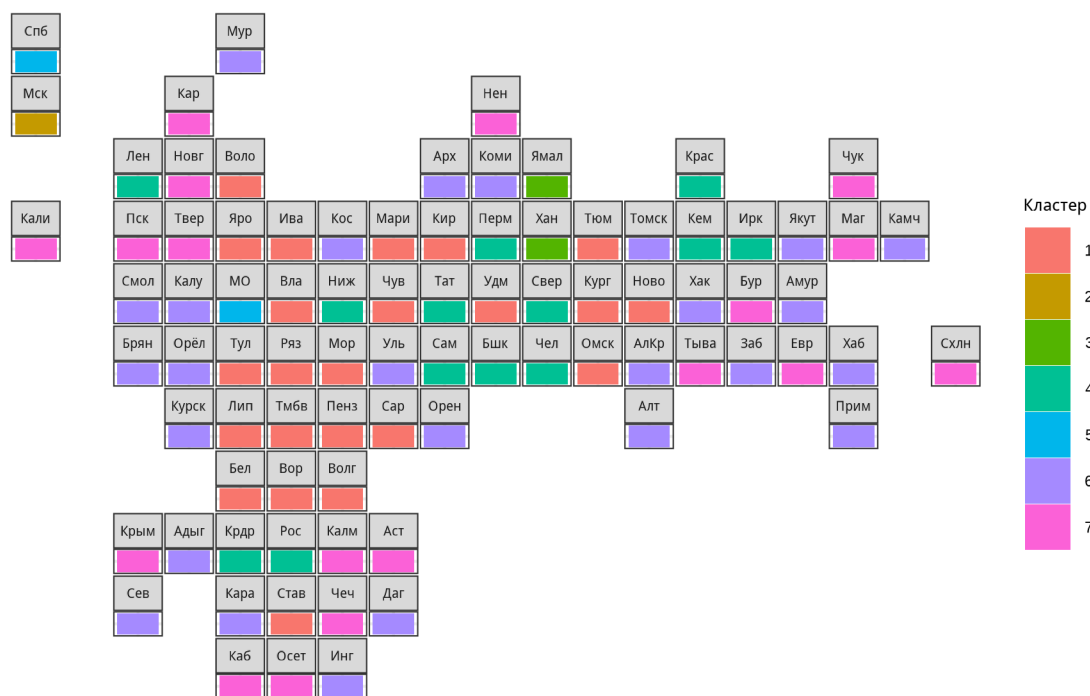 Спб Мур
Мск Кар Нен
Лен Новг Воло Арх Коми Ямал Крас Чук
Кали Пск Твер Яро Ива Кос Мари Кир Перм Хан Тюм Томск Кем Ирк Якут Маг Камч
Смол Калу МО Вла Ниж Чув Тат Удм Свер Кург Ново Хак Бур Амур
Брян Орёл Тул Ряз Мор Уль Сам Бшк Чел Омск АлКр Тыва Заб Евр Хаб Схлн
Курск Лип Тмбв Пенз Сар Орен Алт Прим
Бел Вор Волг
Крым Адыг Крдр Рос Калм Аст
Сев Кара Став Чеч Даг
Каб Осет Инг
Кластер
1
2
3
4
5
6
7